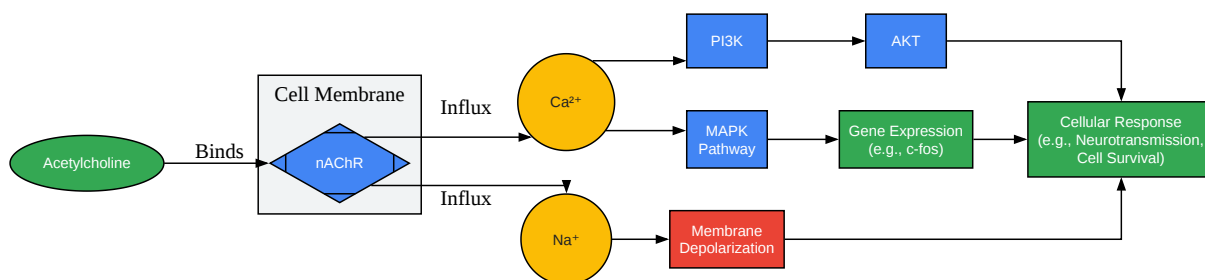 Acetylcholine
Binds
Cell Membrane
nAChR
Influx
Influx
Ca²⁺
Na⁺
PI3K
AKT
MAPK
Pathway
Gene Expression
(e.g., c-fos)
Membrane
Depolarization
Cellular Response
(e.g., Neurotransmission,
Cell Survival)